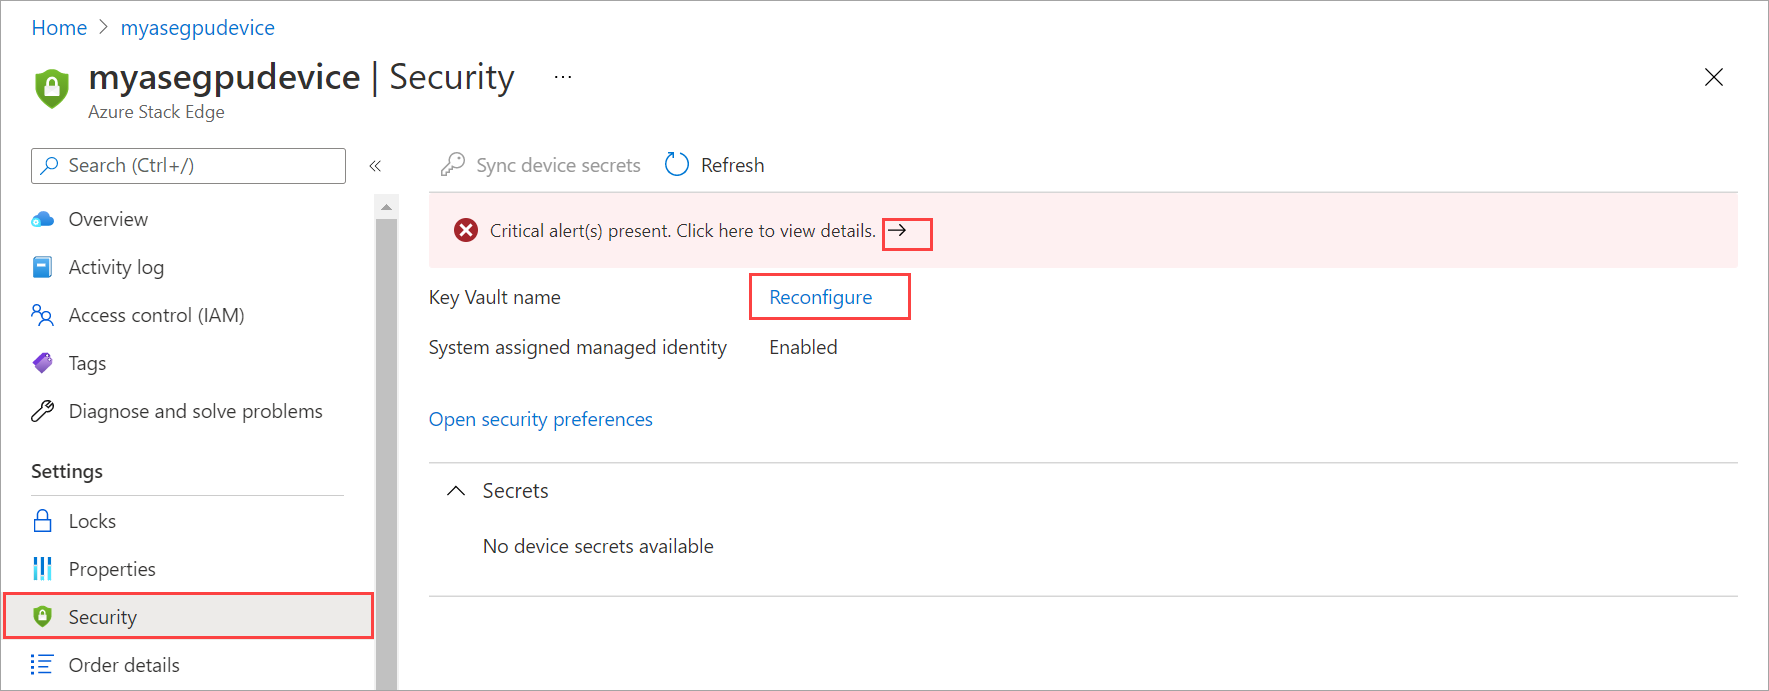 Home > myasegpudevice
myasegpudevice | Security ...
Azure Stack Edge
Search (Ctrl+/)
«
Overview
Activity log
Access control (IAM)
Tags
Diagnose and solve problems
Settings
Locks
Properties
Security
Order details
Sync device secrets
Refresh
Critical alert(s) present. Click here to view details. →
Key Vault name Reconfigure
System assigned managed identity Enabled
Open security preferences
Secrets
No device secrets available